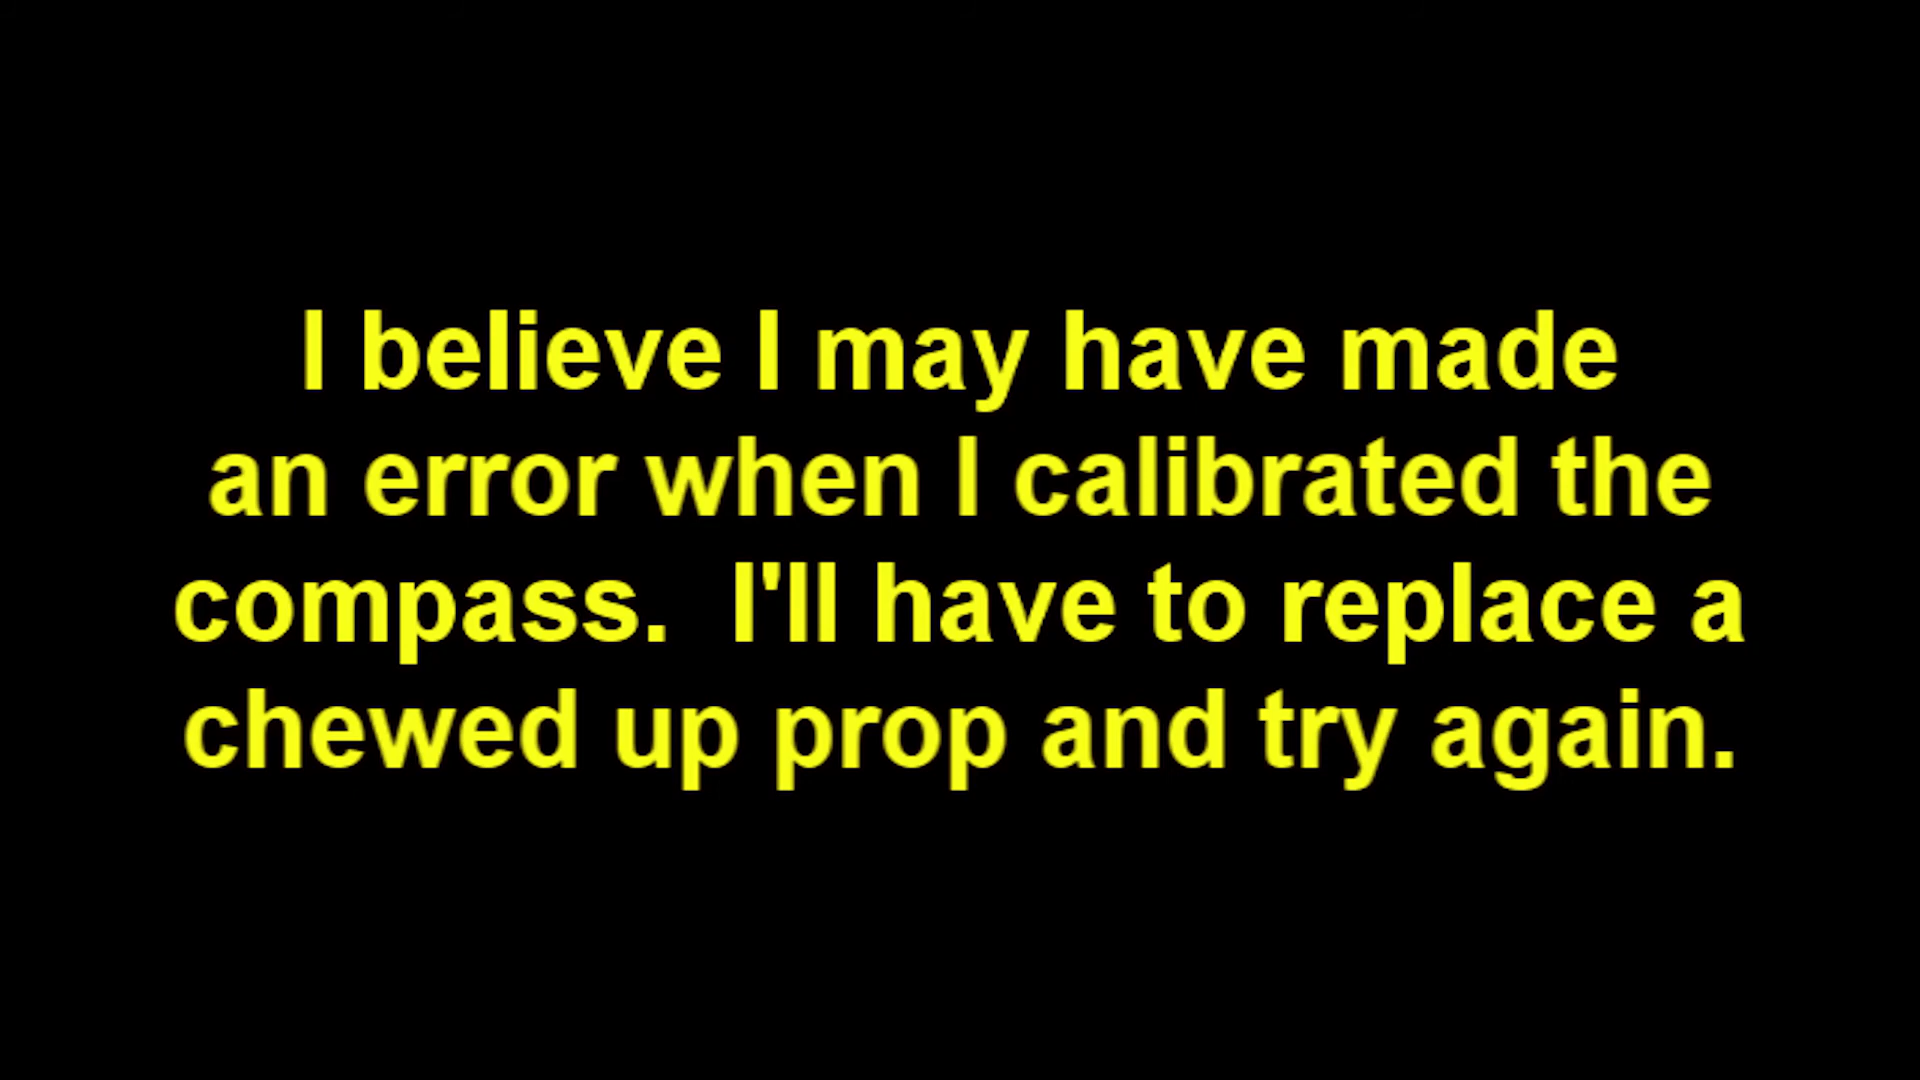 I believe I may have made
an error when I calibrated the
compass.  I'll have to replace a
chewed up prop and try again.